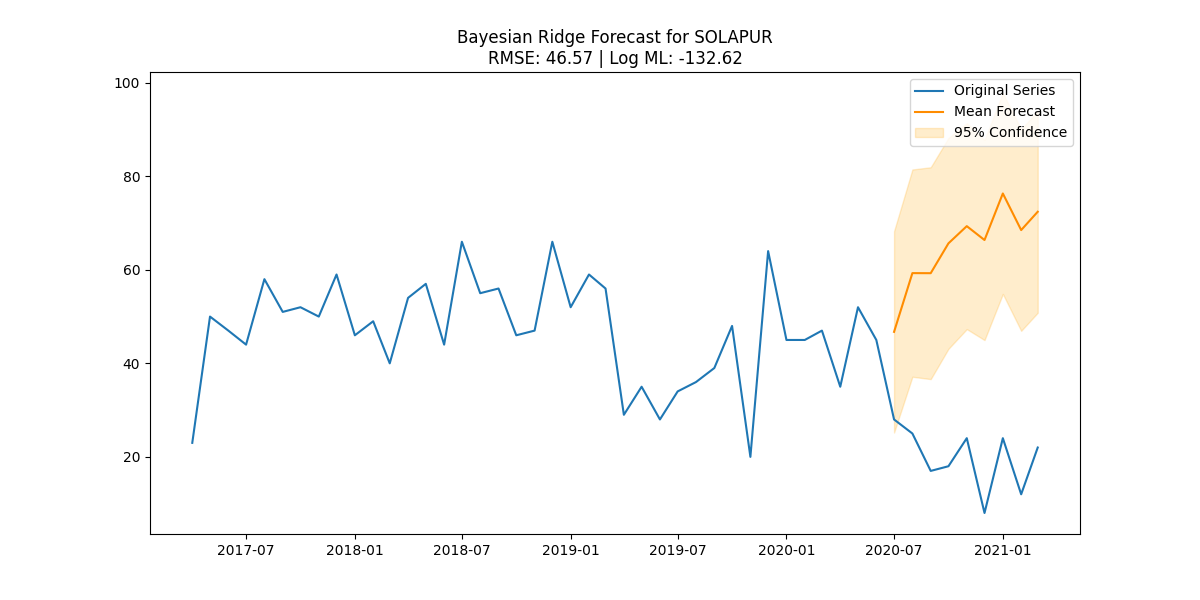 Bayesian Ridge Forecast for SOLAPUR
RMSE: 46.57 | Log ML: -132.62
Original Series
Mean Forecast
95% Confidence
100
80
60
40
20
2017-07
2018-01
2018-07
2019-01
2019-07
2020-01
2020-07
2021-01